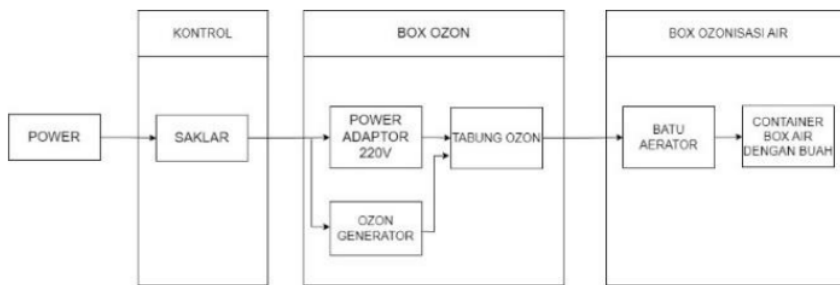 KONTROL
BOX OZON
BOX OZONISASI AIR
POWER
SAKLAR
POWER
ADAPTOR
220V
TABUNG OZON
BATU
AERATOR
CONTAINER
BOX AIR
DENGAN BUAH
OZON
GENERATOR